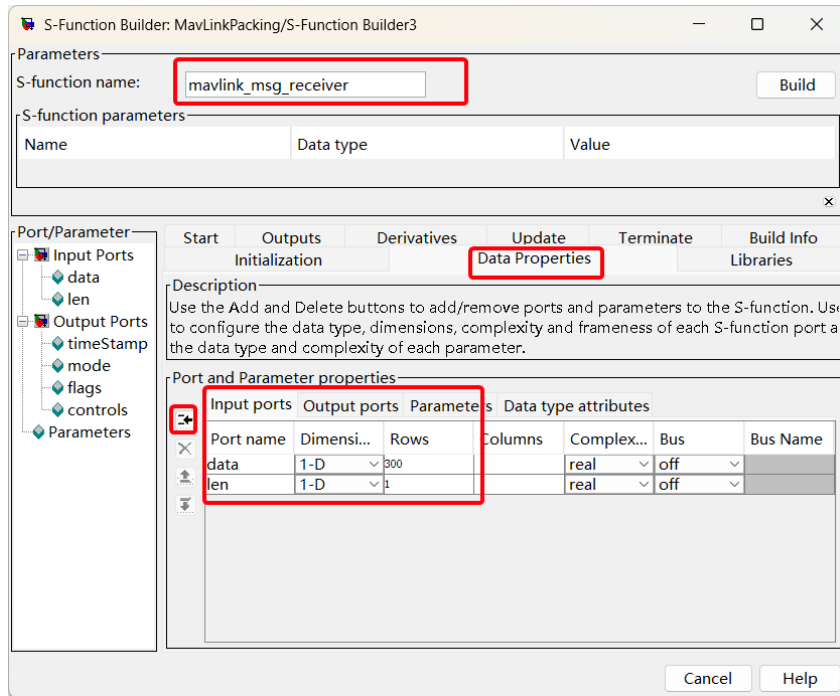 S-Function Builder: MavLinkPacking/S-Function Builder3
Parameters
S-function name: mavlink_msg_receiver Build
S-function parameters
Name Data type Value
Port/Parameter
Input Ports
data
len
Output Ports
timeStamp
mode
flags
controls
Parameters
Start Outputs Derivatives Update Terminate Build Info
Initialization Data Properties Libraries
Description
Use the Add and Delete buttons to add/remove ports and parameters to the S-function. Use
to configure the data type, dimensions, complexity and frameness of each S-function port a
the data type and complexity of each parameter.
Port and Parameter properties
Input ports Output ports Parameters Data type attributes
Port name Dimensi... Rows Columns Complex... Bus Bus Name
data 1-D 300 real off
len 1-D 1 real off
Cancel Help